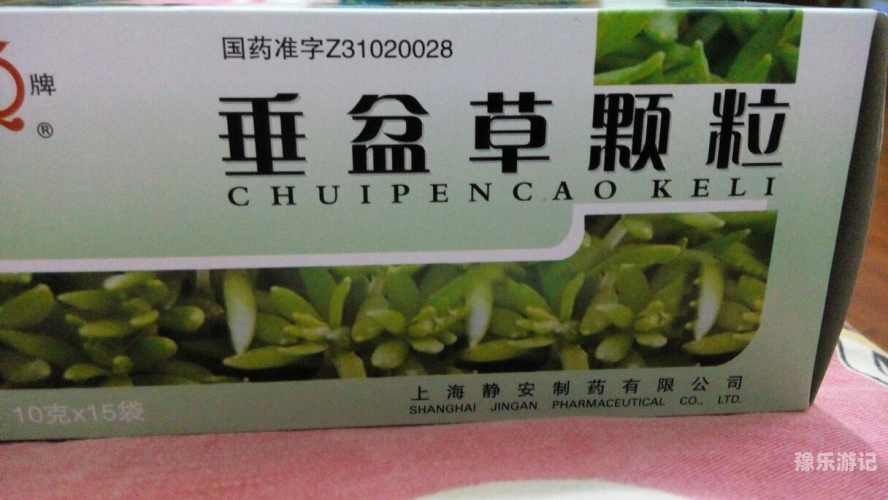 国药准字Z31020028
牌
®
垂盆草颗粒
CHUIPENCAO KELI
上海静安制药有限公司
SHANGHAI JINGAN PHARMACEUTICAL CO., LTD.
10克x15袋
豫乐游记